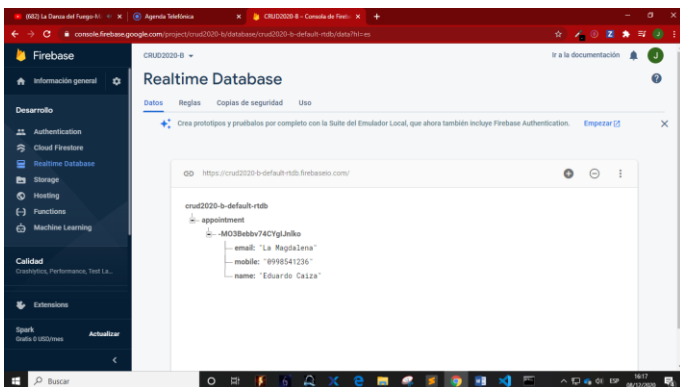 (682) La Danza del Fuego-Mä
Agenda Telefónica
CRUD2020-B – Consola de Fireb
console.firebase.google.com/project/crud2020-b/database/crud2020-b-default-rtdb/data?hl=es
Firebase
CRUD2020-B
Ir a la documentación
J
Información general
Realtime Database
Desarrollo
Datos
Reglas
Copias de seguridad
Uso
Authentication
Cloud Firestore
Realtime Database
Storage
Hosting
Functions
Machine Learning
Crea prototipos y pruébalos por completo con la Suite del Emulador Local, que ahora también incluye Firebase Authentication.
Empezar
https://crud2020-b-default-rtdb.firebaseio.com/
crud2020-b-default-rtdb
appointment
-MO3Bebbv74CYglJnlko
email: "La Magdalena"
mobile: "0998541236"
name: "Eduardo Caiza"
Calidad
Crashlytics, Performance, Test La...
Extensions
Spark
Gratis 0 USD/mes
Actualizar
Buscar
ESP
16:17
08/12/2020